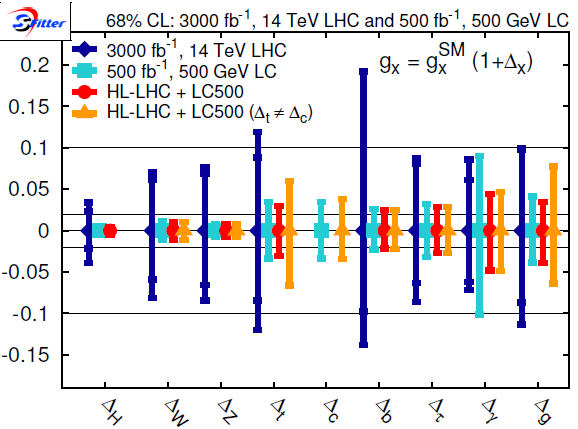 SFitter
68% CL: 3000 fb⁻¹, 14 TeV LHC and 500 fb⁻¹, 500 GeV LC
3000 fb⁻¹, 14 TeV LHC
500 fb⁻¹, 500 GeV LC
HL-LHC + LC500
HL-LHC + LC500 (Δt ≠ Δc)
gx = gx^SM (1+Δx)
0.2
0.15
0.1
0.05
0
-0.05
-0.1
-0.15
ΔH ΔW ΔZ Δt Δc Δb Δτ Δγ Δg